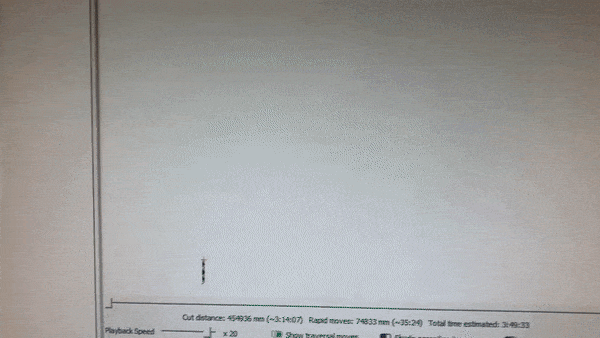 Cut distance: 454936 mm (~3:14:07) Rapid moves: 74833 mm (~35:24) Total time estimated: 3:49:33
Playback Speed x 20 Show traversal moves